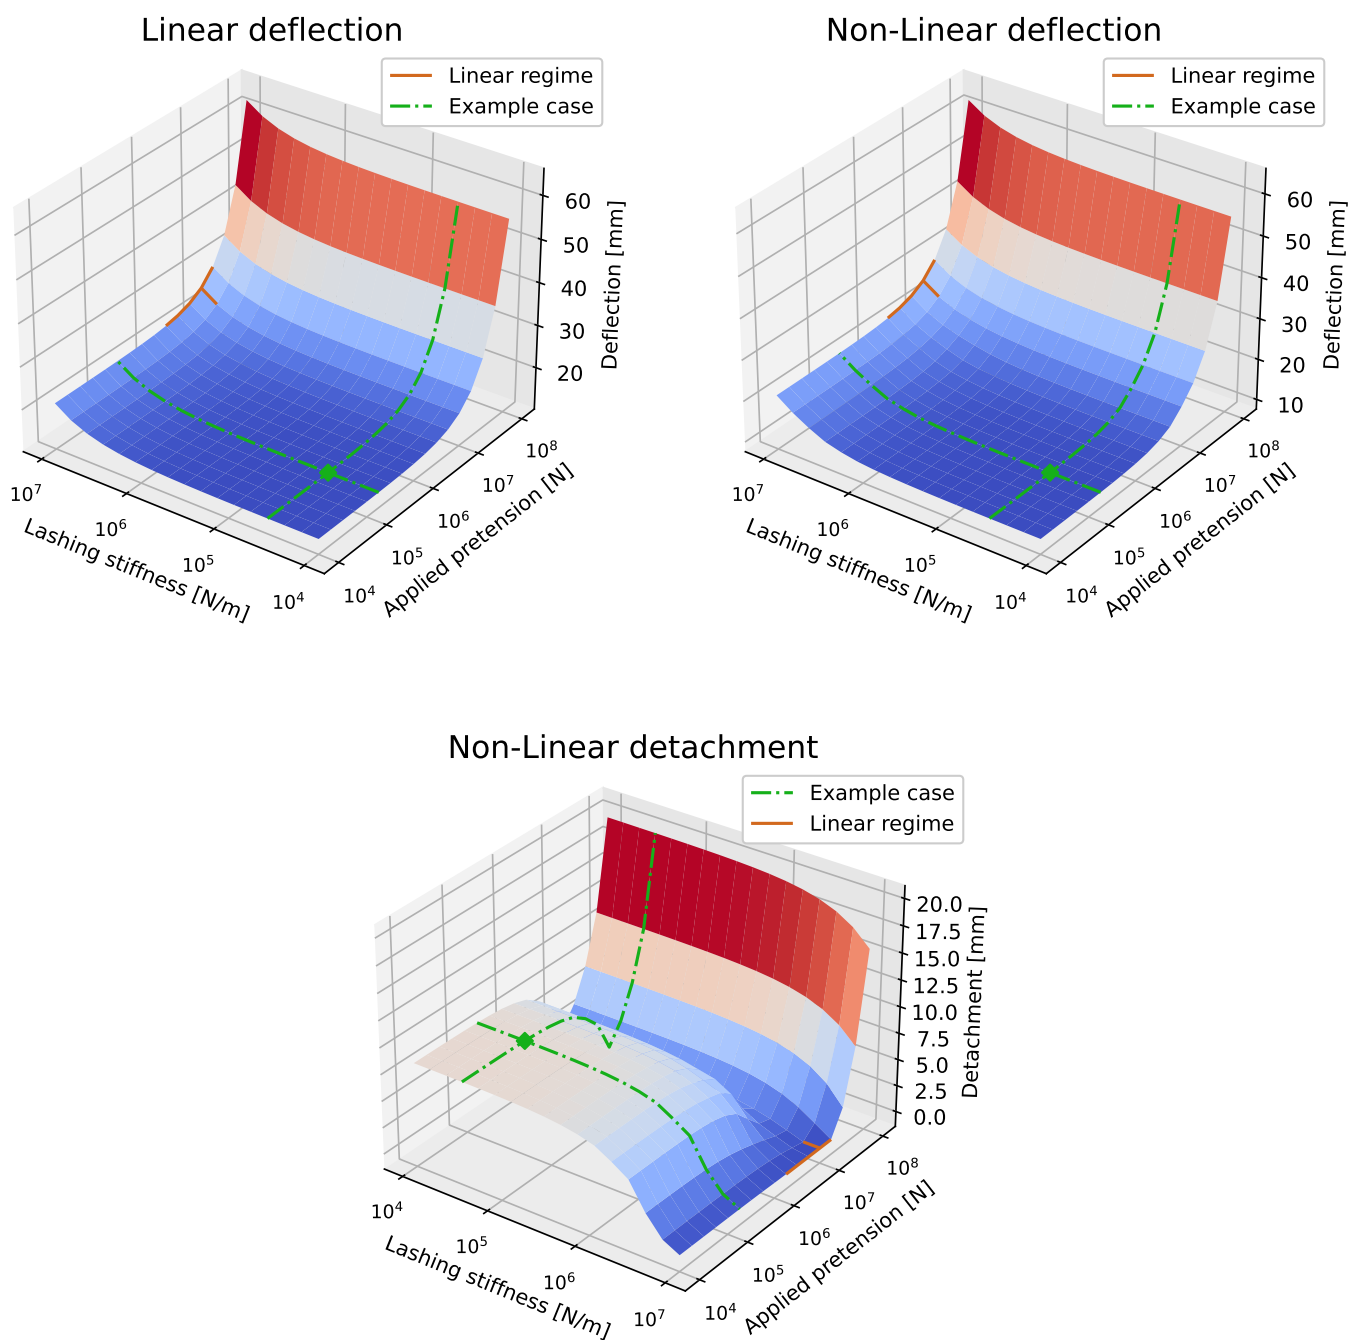 Linear deflection
Linear regime
Example case
60
50
40
30
20
Deflection [mm]
10⁷
10⁶
10⁵
10⁴
Lashing stiffness [N/m]
10⁴
10⁵
10⁶
10⁷
10⁸
Applied pretension [N]
Non-Linear deflection
Linear regime
Example case
60
50
40
30
20
10
Deflection [mm]
10⁷
10⁶
10⁵
10⁴
Lashing stiffness [N/m]
10⁴
10⁵
10⁶
10⁷
10⁸
Applied pretension [N]
Non-Linear detachment
Example case
Linear regime
20.0
17.5
15.0
12.5
10.0
7.5
5.0
2.5
0.0
Detachment [mm]
10⁴
10⁵
10⁶
10⁷
Lashing stiffness [N/m]
10⁴
10⁵
10⁶
10⁷
10⁸
Applied pretension [N]